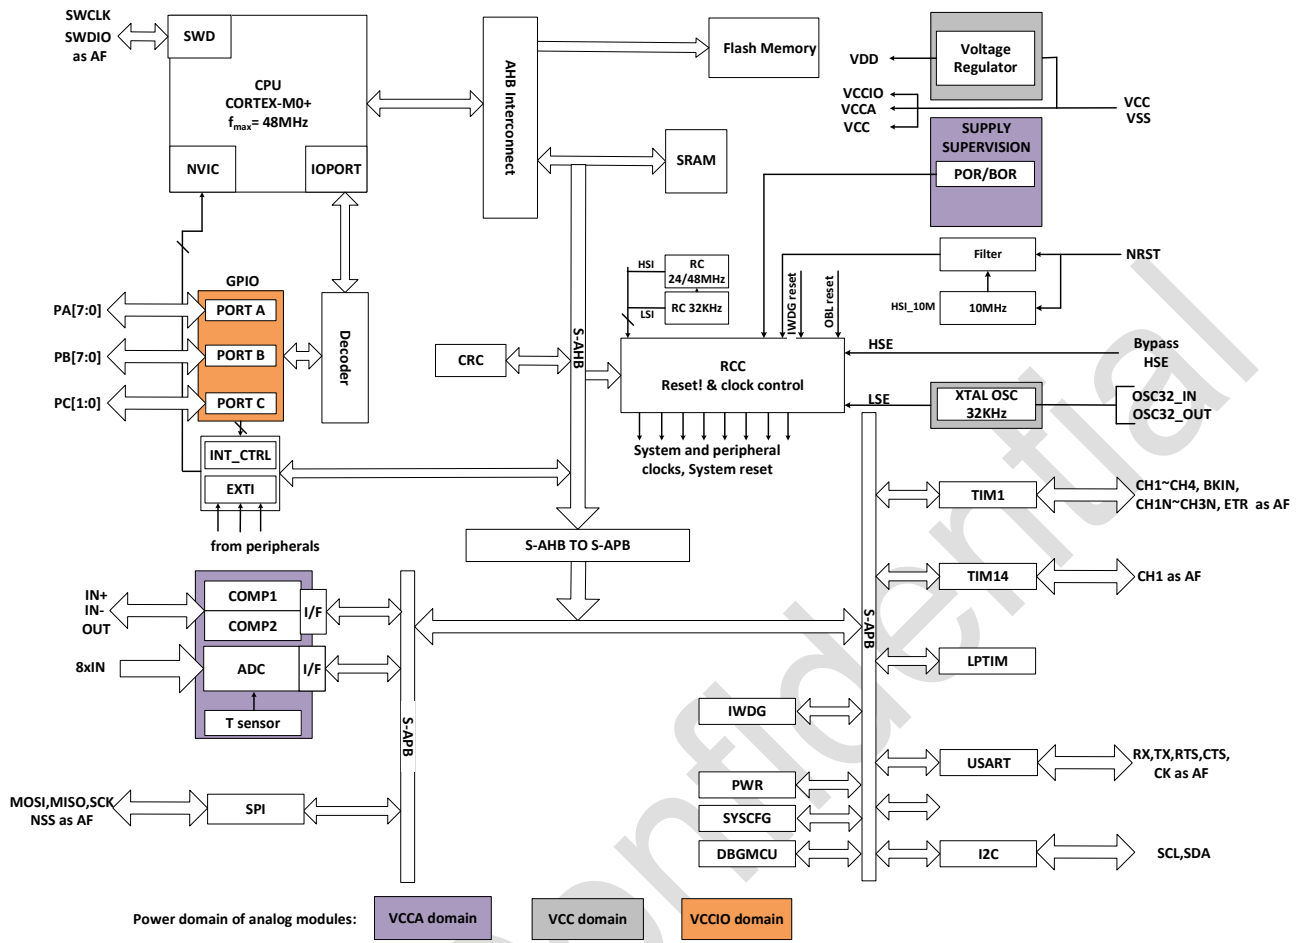 SWCLK
SWDIO
as AF
SWD
CPU
CORTEX-M0+
fmax= 48MHz
NVIC
IOPORT
AHB Interconnect
Flash Memory
SRAM
Voltage
Regulator
VDD
VCCIO
VCCA
VCC
VCC
VSS
SUPPLY
SUPERVISION
POR/BOR
Filter
NRST
HSI_10M
10MHz
HSI
RC
24/48MHz
LSI
RC 32KHz
IWDG reset
OBL reset
GPIO
PA[7:0]
PORT A
PB[7:0]
PORT B
PC[1:0]
PORT C
Decoder
CRC
S-AHB
RCC
Reset! & clock control
HSE
Bypass
HSE
LSE
XTAL OSC
32KHz
OSC32_IN
OSC32_OUT
System and peripheral
clocks, System reset
INT_CTRL
EXTI
from peripherals
S-AHB TO S-APB
TIM1
CH1~CH4, BKIN,
CH1N~CH3N, ETR as AF
TIM14
CH1 as AF
IN+
IN-
OUT
COMP1
COMP2
I/F
8xIN
ADC
I/F
T sensor
S-APB
S-APB
LPTIM
IWDG
USART
RX,TX,RTS,CTS,
CK as AF
PWR
SYSCFG
DBGMCU
I2C
SCL,SDA
MOSI,MISO,SCK
NSS as AF
SPI
Power domain of analog modules:
VCCA domain
VCC domain
VCCIO domain
onfidential